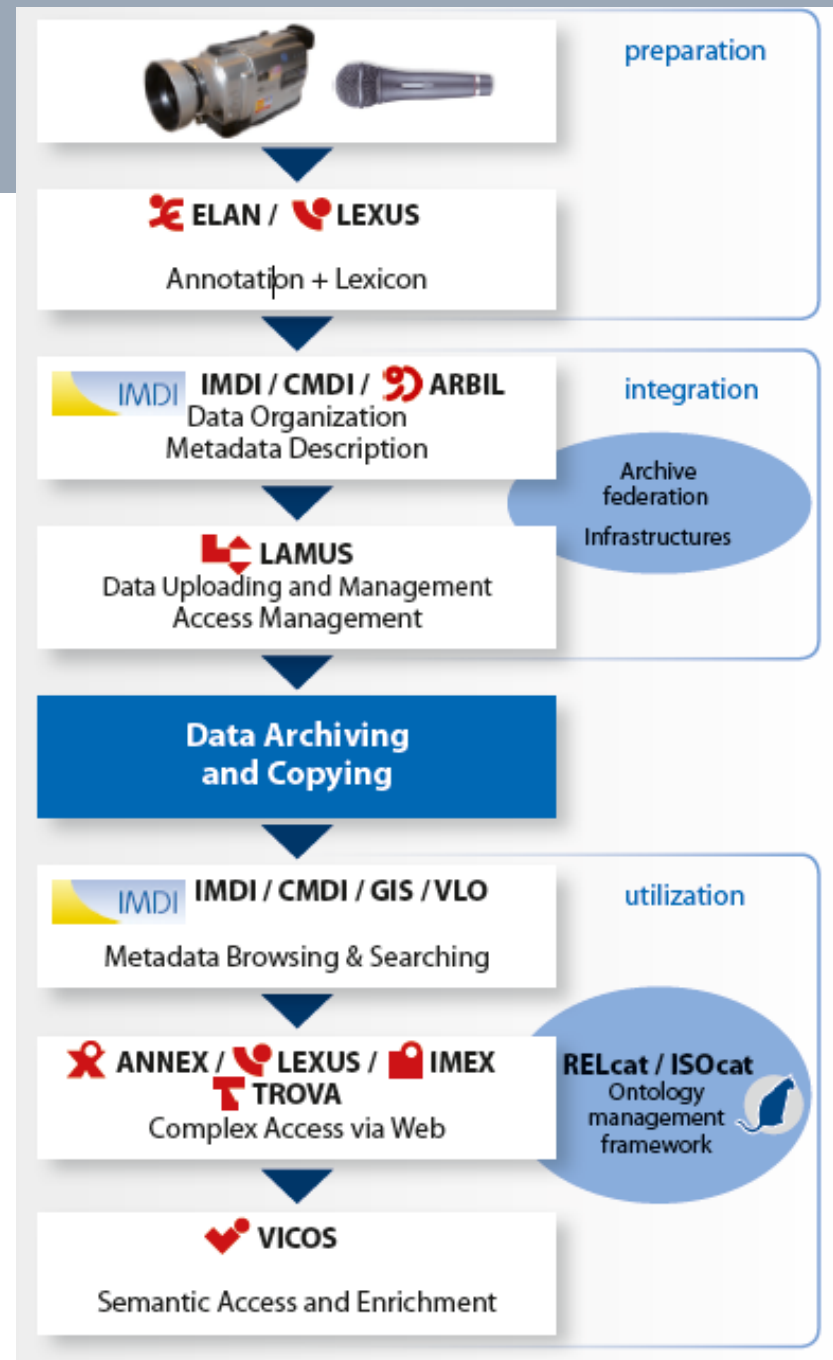 preparation
ELAN / LEXUS
Annotation + Lexicon
IMDI IMDI / CMDI / ARBIL
Data Organization
Metadata Description
integration
Archive
federation
Infrastructures
LAMUS
Data Uploading and Management
Access Management
Data Archiving
and Copying
IMDI IMDI / CMDI / GIS / VLO
Metadata Browsing & Searching
utilization
ANNEX / LEXUS / IMEX
TROVA
Complex Access via Web
RELcat / ISOcat
Ontology
management
framework
VICOS
Semantic Access and Enrichment